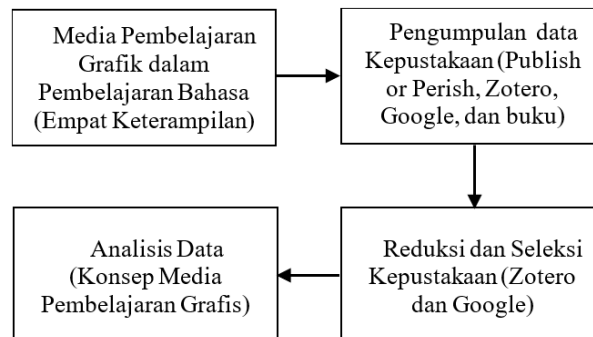 Media Pembelajaran
Grafik dalam
Pembelajaran Bahasa
(Empat Keterampilan)
Pengumpulan data
Kepustakaan (Publish
or Perish, Zotero,
Google, dan buku)
Reduksi dan Seleksi
Kepustakaan (Zotero
dan Google)
Analisis Data
(Konsep Media
Pembelajaran Grafis)